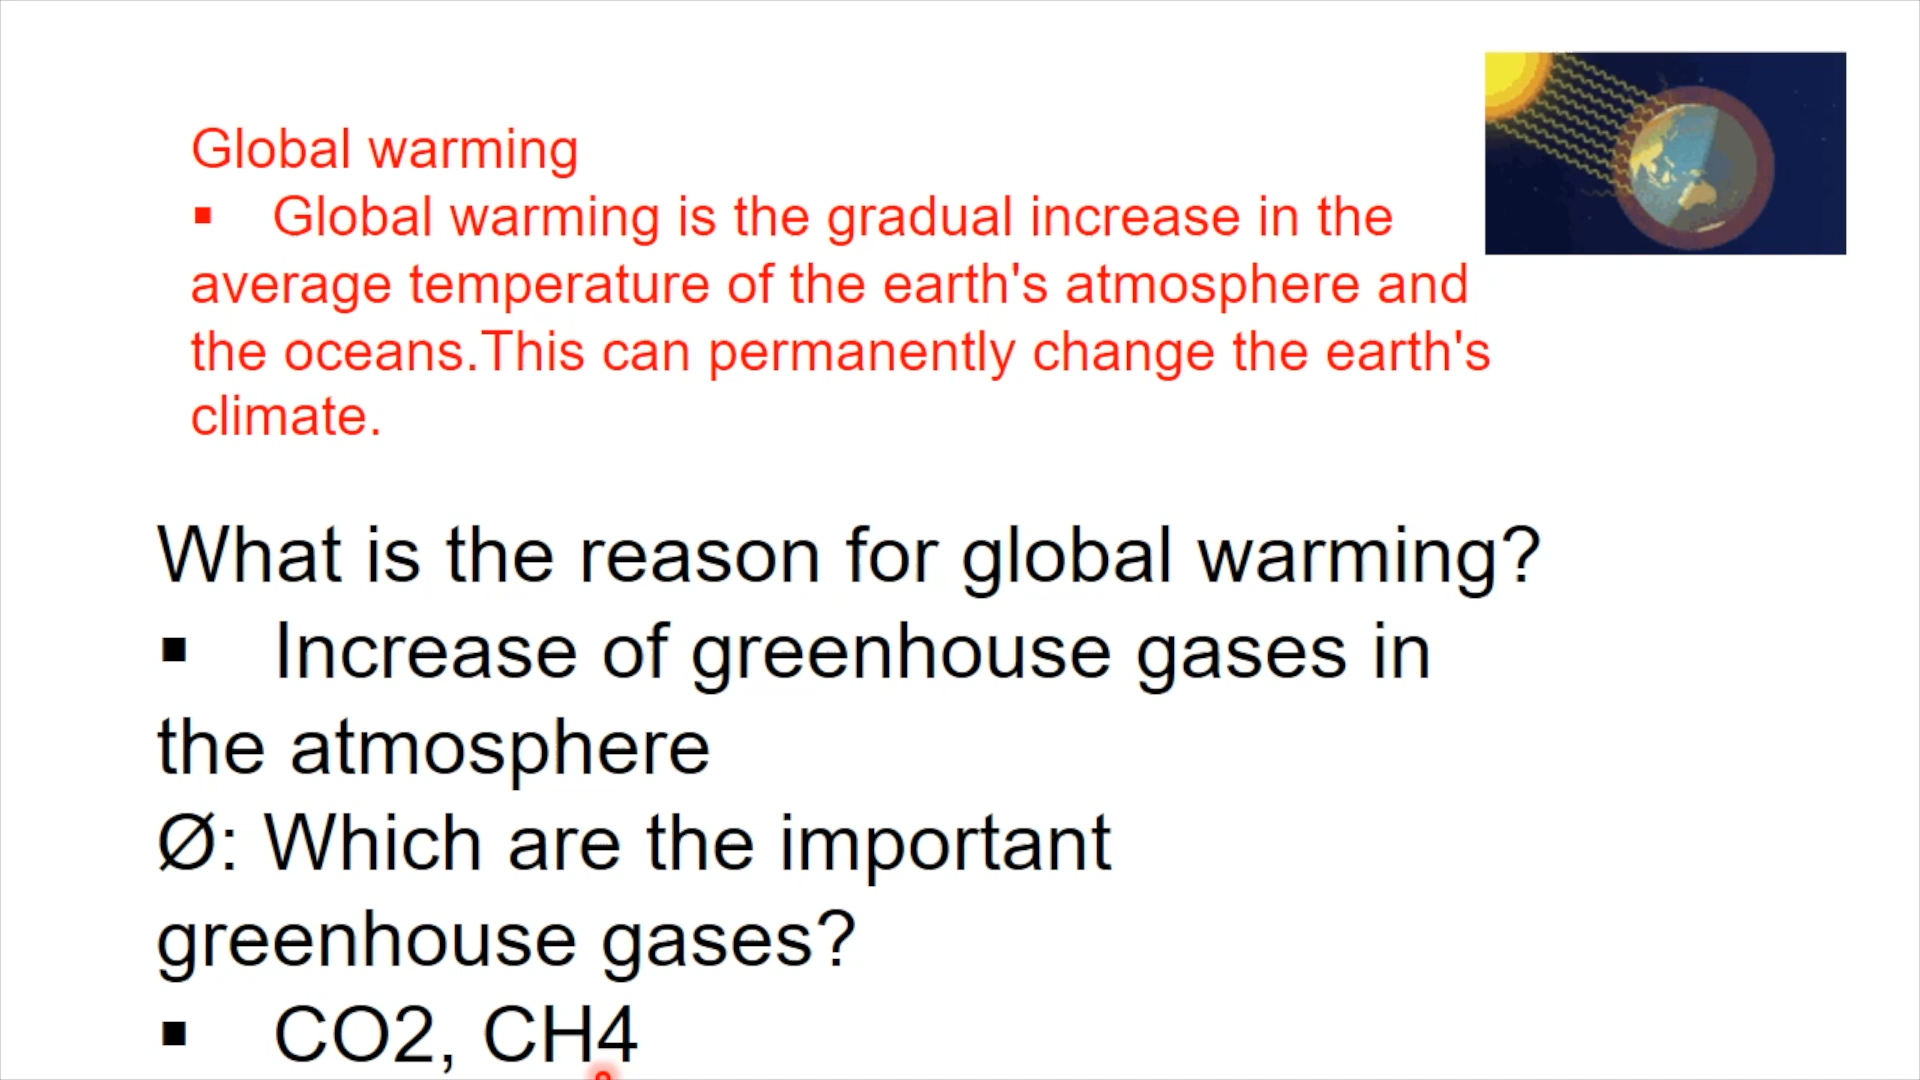 Global warming
▪ Global warming is the gradual increase in the
average temperature of the earth's atmosphere and
the oceans.This can permanently change the earth's
climate.
What is the reason for global warming?
▪ Increase of greenhouse gases in
the atmosphere
Ø: Which are the important
greenhouse gases?
▪ CO2, CH4